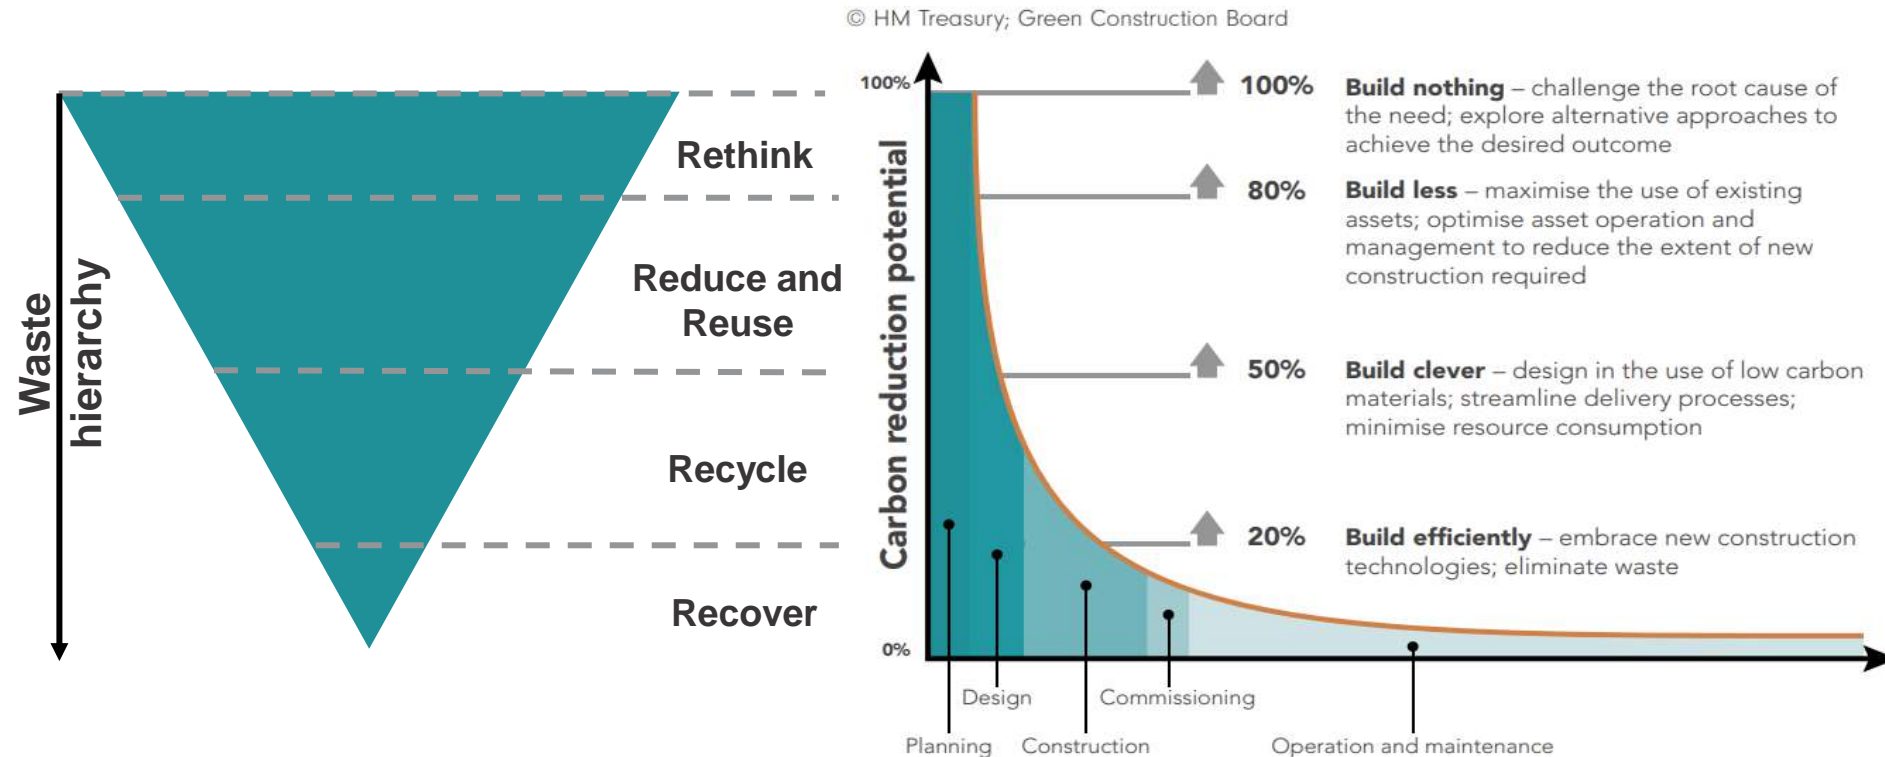 © HM Treasury; Green Construction Board
Waste
hierarchy
Rethink
Reduce and
Reuse
Recycle
Recover
Carbon reduction potential
100%
0%
100%
Build nothing – challenge the root cause of
the need; explore alternative approaches to
achieve the desired outcome
80%
Build less – maximise the use of existing
assets; optimise asset operation and
management to reduce the extent of new
construction required
50%
Build clever – design in the use of low carbon
materials; streamline delivery processes;
minimise resource consumption
20%
Build efficiently – embrace new construction
technologies; eliminate waste
Design
Commissioning
Planning
Construction
Operation and maintenance